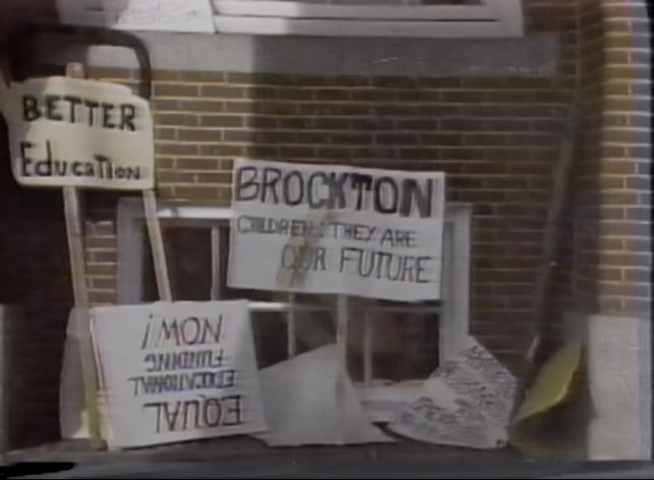 BETTER
Education
BROCKTON
CHILDREN: THEY ARE
OUR FUTURE
EQUAL
EDUCATIONAL
FUNDING
NOW!